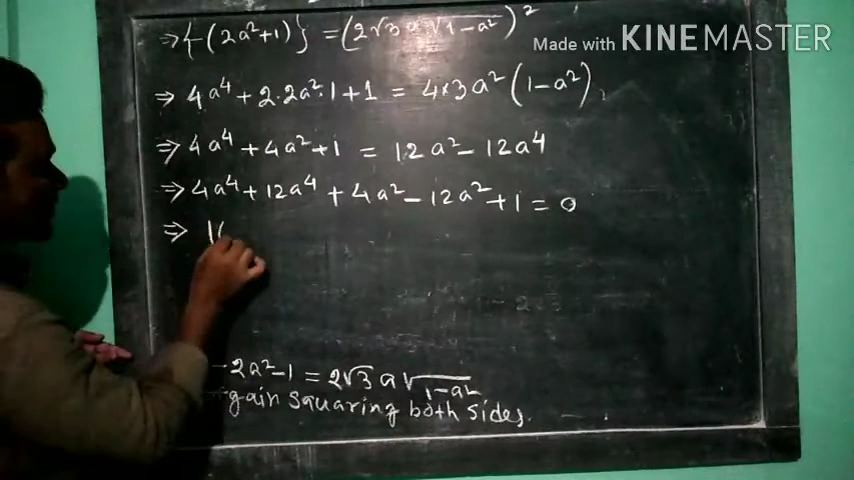 ⇒ {-(2a²+1)} = (2√3 a √1-a²)²
Made with KINEMASTER
⇒ 4a⁴ + 2·2a²·1 + 1 = 4×3a² (1-a²)
⇒ 4a⁴ + 4a² + 1 = 12a² - 12a⁴
⇒ 4a⁴ + 12a⁴ + 4a² - 12a² + 1 = 0
⇒ 1
-2a²-1 = 2√3 a √1-a²
gain squaring both sides.